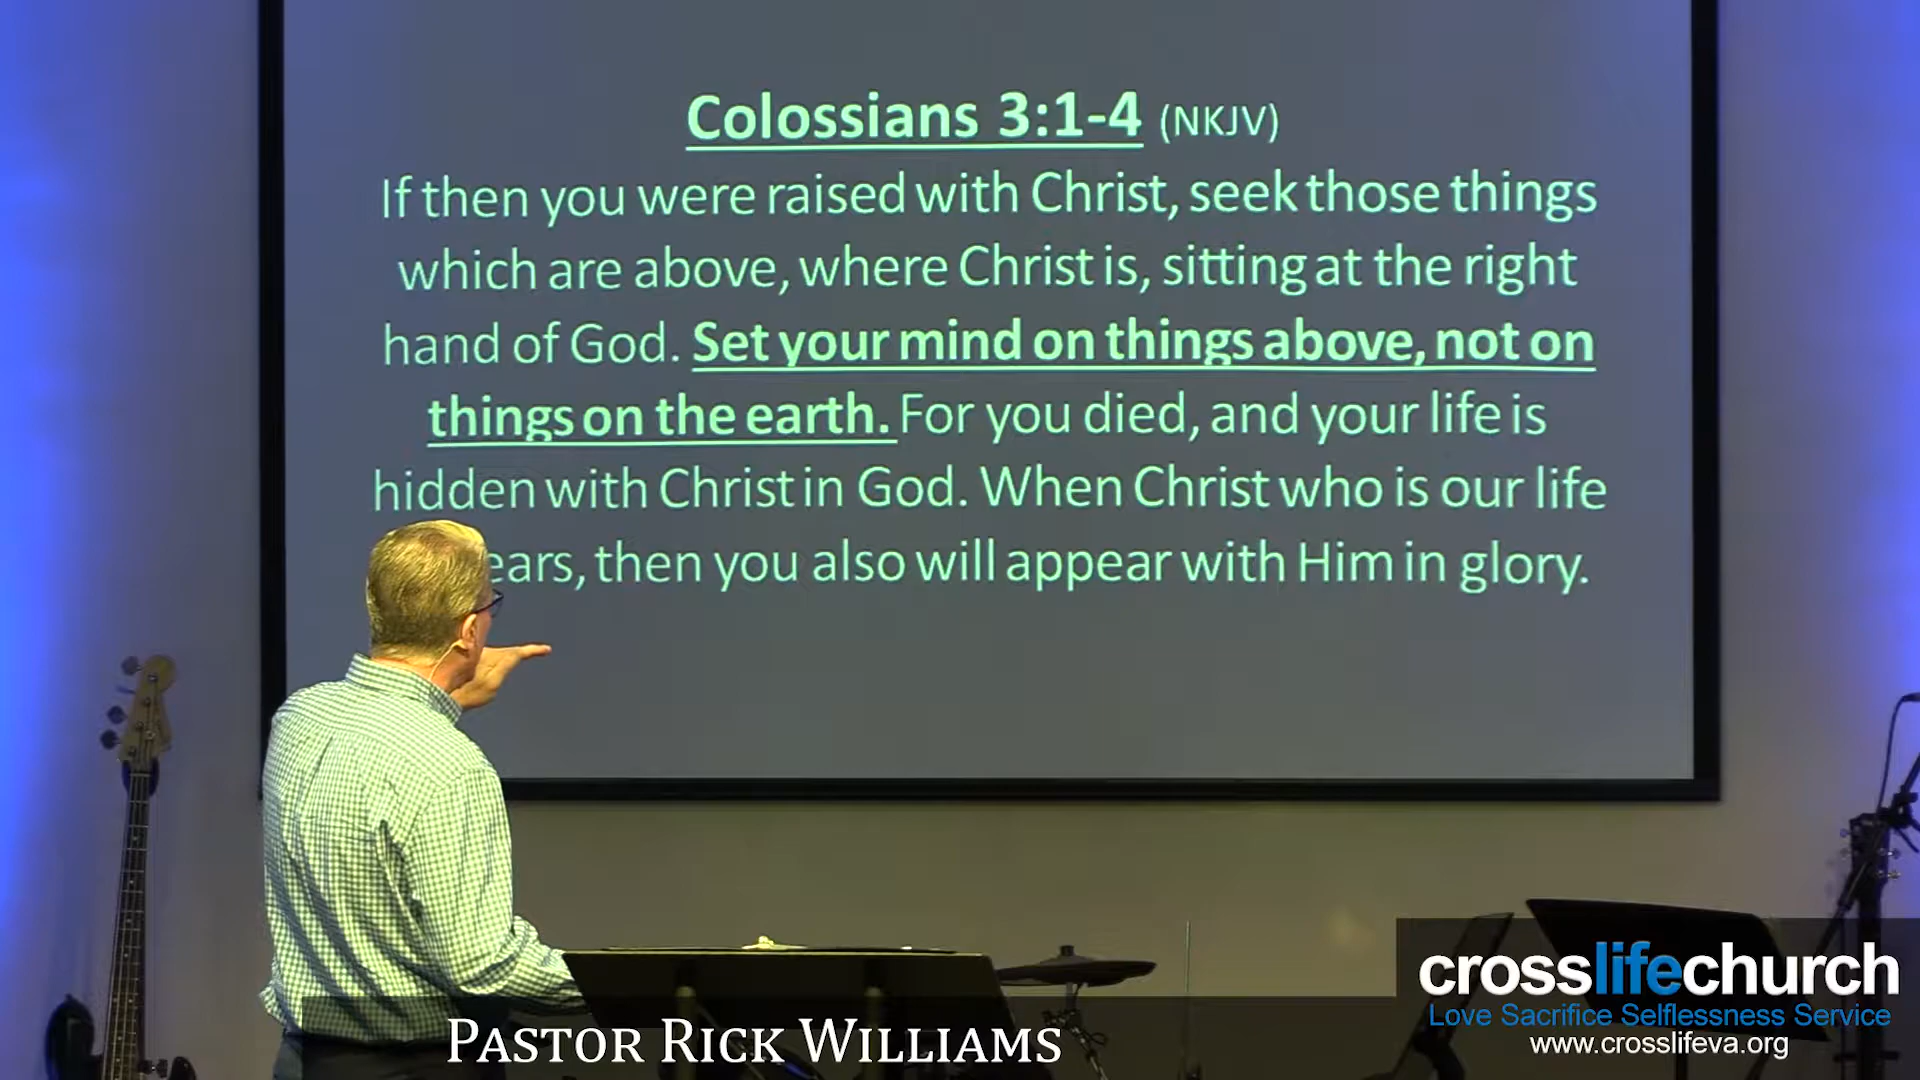 Colossians 3:1-4 (NKJV)
If then you were raised with Christ, seek those things
which are above, where Christ is, sitting at the right
hand of God. Set your mind on things above, not on
things on the earth. For you died, and your life is
hidden with Christ in God. When Christ who is our life
ears, then you also will appear with Him in glory.
crosslifechurch
Love Sacrifice Selflessness Service
www.crosslifeva.org
PASTOR RICK WILLIAMS